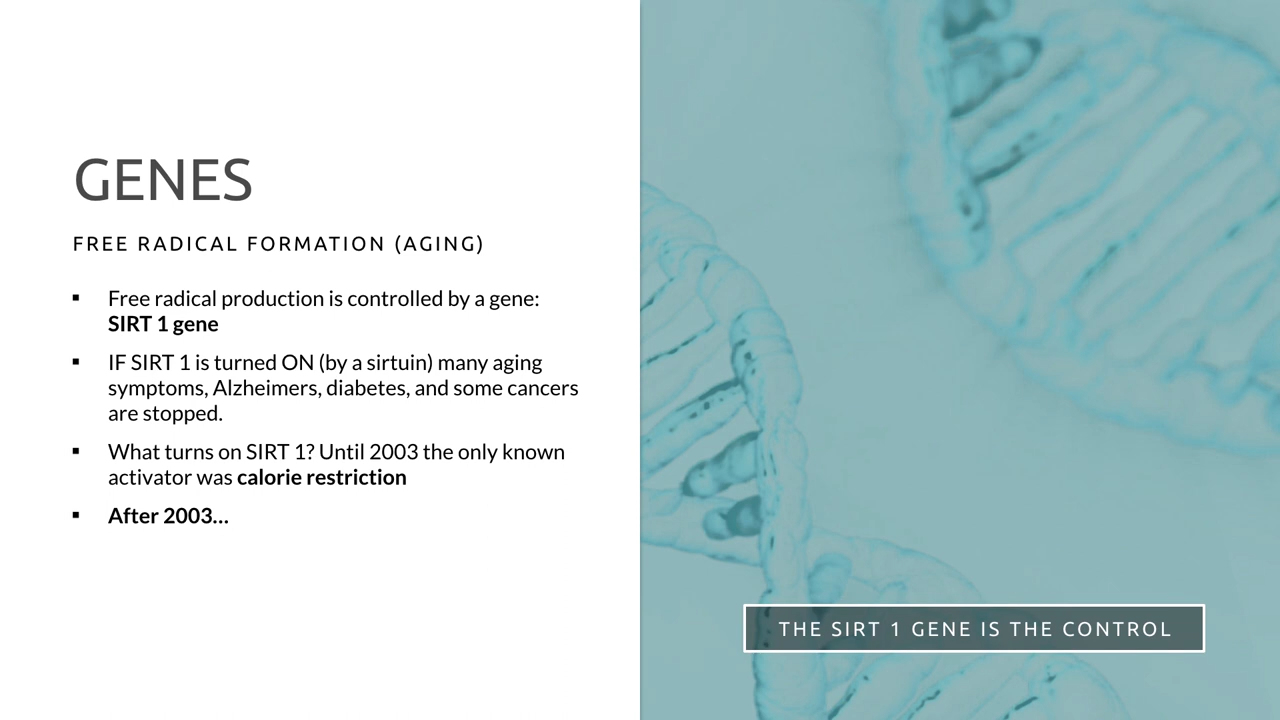 GENES
FREE RADICAL FORMATION (AGING)
▪ Free radical production is controlled by a gene:
SIRT 1 gene
▪ IF SIRT 1 is turned ON (by a sirtuin) many aging
symptoms, Alzheimers, diabetes, and some cancers
are stopped.
▪ What turns on SIRT 1? Until 2003 the only known
activator was calorie restriction
▪ After 2003...
THE SIRT 1 GENE IS THE CONTROL